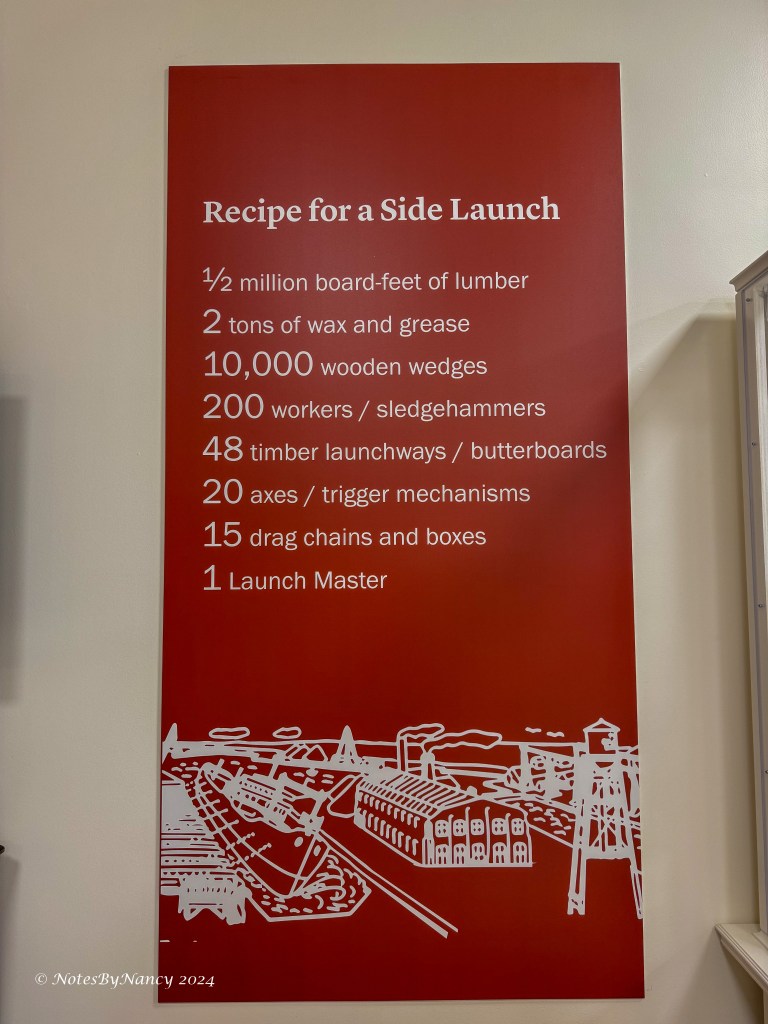 Recipe for a Side Launch
½ million board-feet of lumber
2 tons of wax and grease
10,000 wooden wedges
200 workers / sledgehammers
48 timber launchways / butterboards
20 axes / trigger mechanisms
15 drag chains and boxes
1 Launch Master
© NotesByNancy 2024